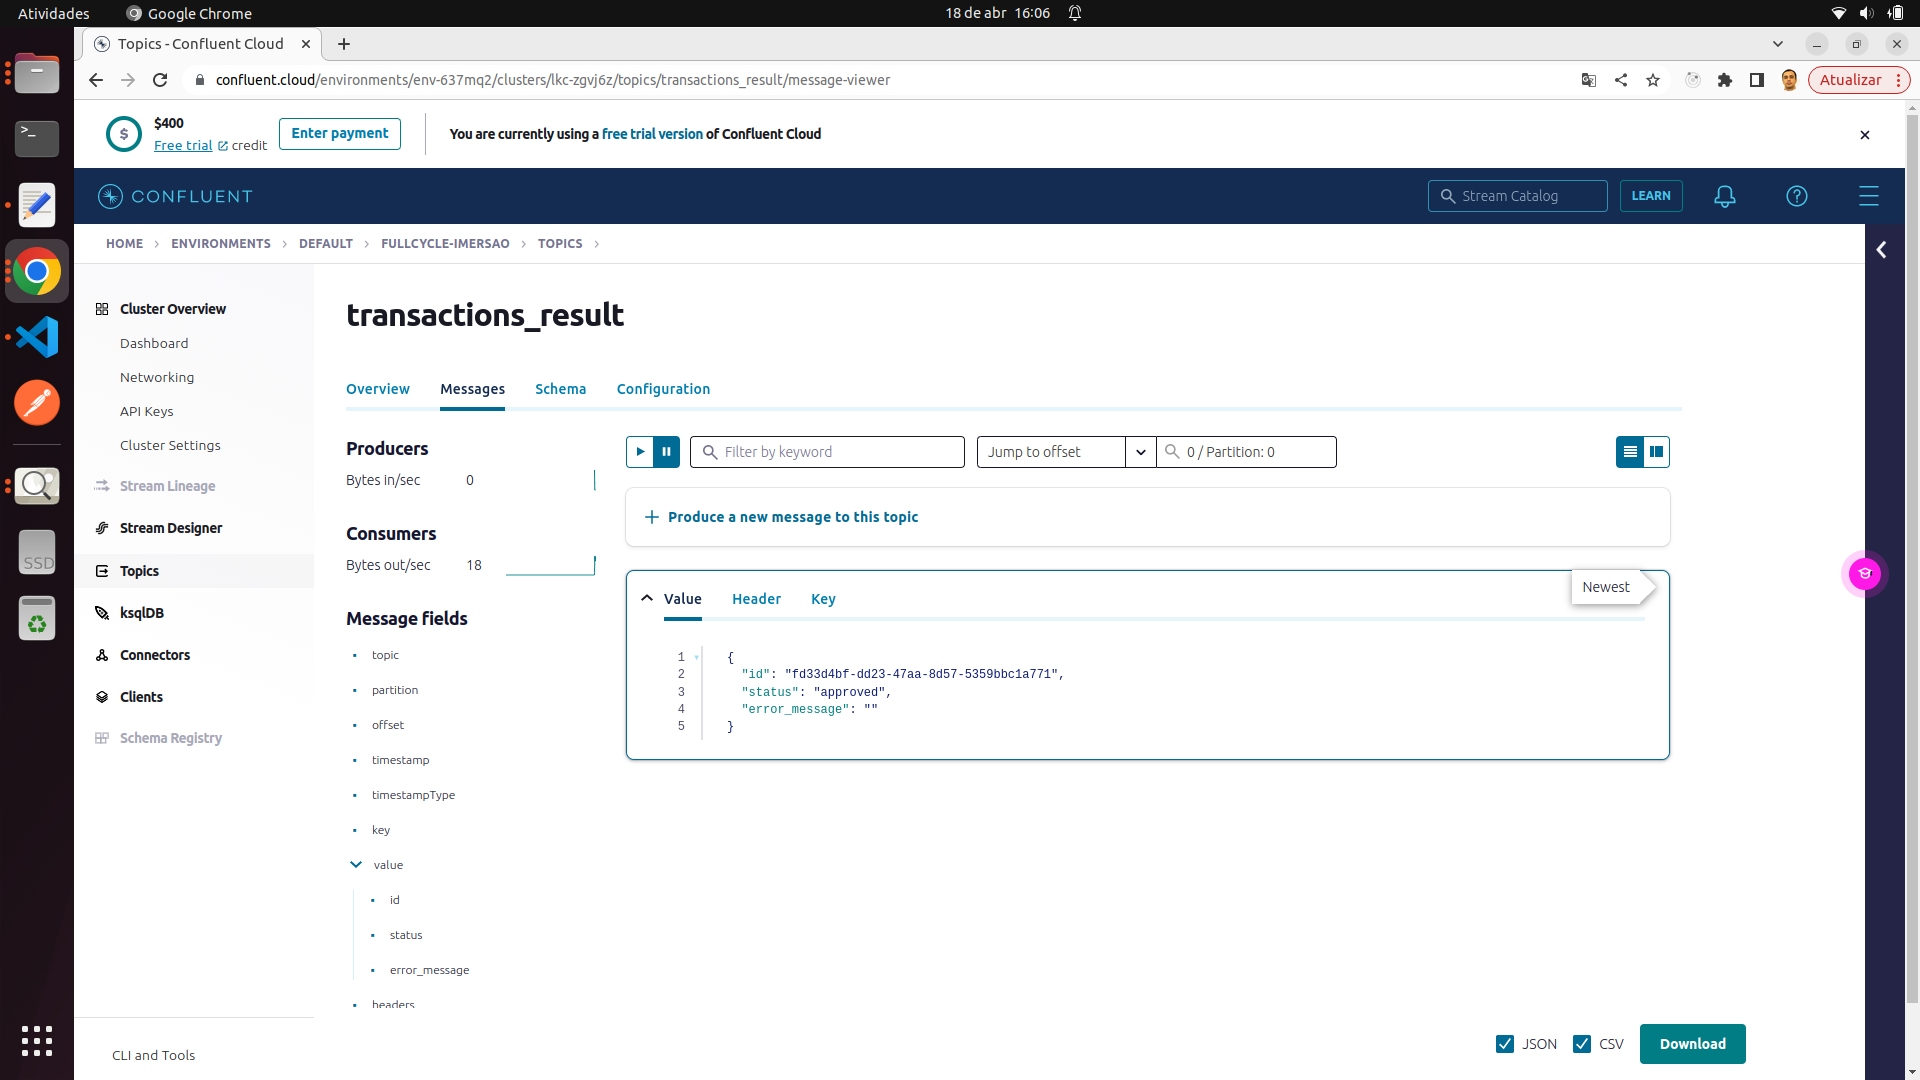 Atividades
Google Chrome
18 de abr 16:06
Topics - Confluent Cloud
confluent.cloud/environments/env-637mq2/clusters/lkc-zgvj6z/topics/transactions_result/message-viewer
Atualizar
$
$400
Free trial credit
Enter payment
You are currently using a free trial version of Confluent Cloud
CONFLUENT
Stream Catalog
LEARN
HOME > ENVIRONMENTS > DEFAULT > FULLCYCLE-IMERSAO > TOPICS >
Cluster Overview
Dashboard
Networking
API Keys
Cluster Settings
Stream Lineage
Stream Designer
Topics
ksqlDB
Connectors
Clients
Schema Registry
CLI and Tools
transactions_result
Overview
Messages
Schema
Configuration
Producers
Bytes in/sec 0
Consumers
Bytes out/sec 18
Message fields
topic
partition
offset
timestamp
timestampType
key
value
id
status
error_message
headers
Filter by keyword
Jump to offset
0 / Partition: 0
Produce a new message to this topic
Newest
Value
Header
Key
1 {
2 "id": "fd33d4bf-dd23-47aa-8d57-5359bbc1a771",
3 "status": "approved",
4 "error_message": ""
5 }
JSON
CSV
Download
SSD